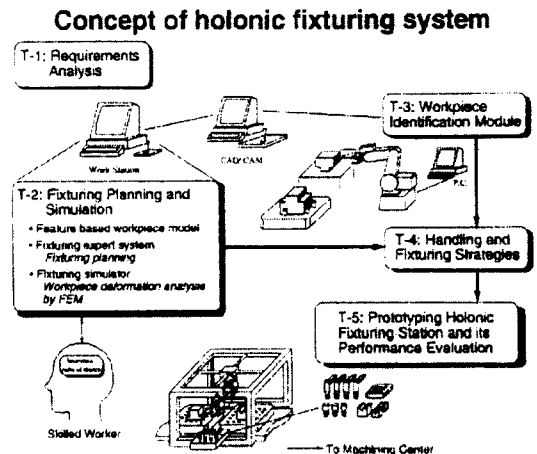 Concept of holonic fixturing system
T-1: Requirements
Analysis
T-3: Workpiece
Identification Module
Work Station
CAD/CAM
P.C.
T-2: Fixturing Planning and
Simulation
• Feature based workpiece model
• Fixturing expert system
Fixturing planning
• Fixturing simulator
Workpiece deformation analysis
by FEM
T-4: Handling and
Fixturing Strategies
T-5: Prototyping Holonic
Fixturing Station and its
Performance Evaluation
Skilled Worker
To Machining Center